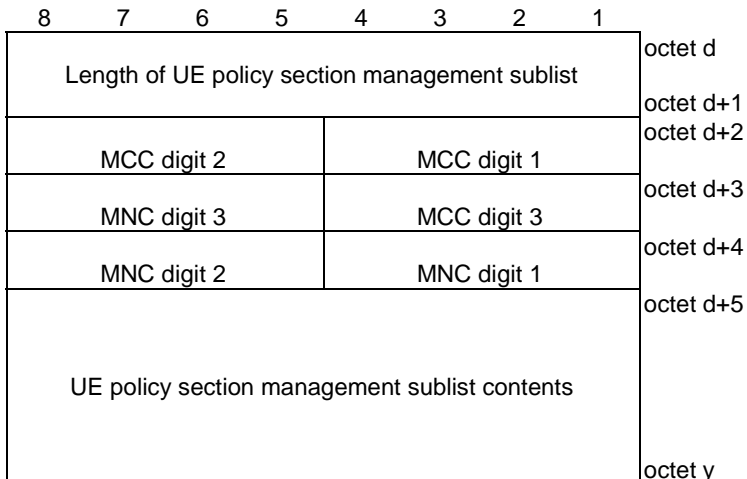 8 7 6 5 4 3 2 1
octet d
Length of UE policy section management sublist
octet d+1
octet d+2
MCC digit 2 MCC digit 1
octet d+3
MNC digit 3 MCC digit 3
octet d+4
MNC digit 2 MNC digit 1
octet d+5
UE policy section management sublist contents
octet y